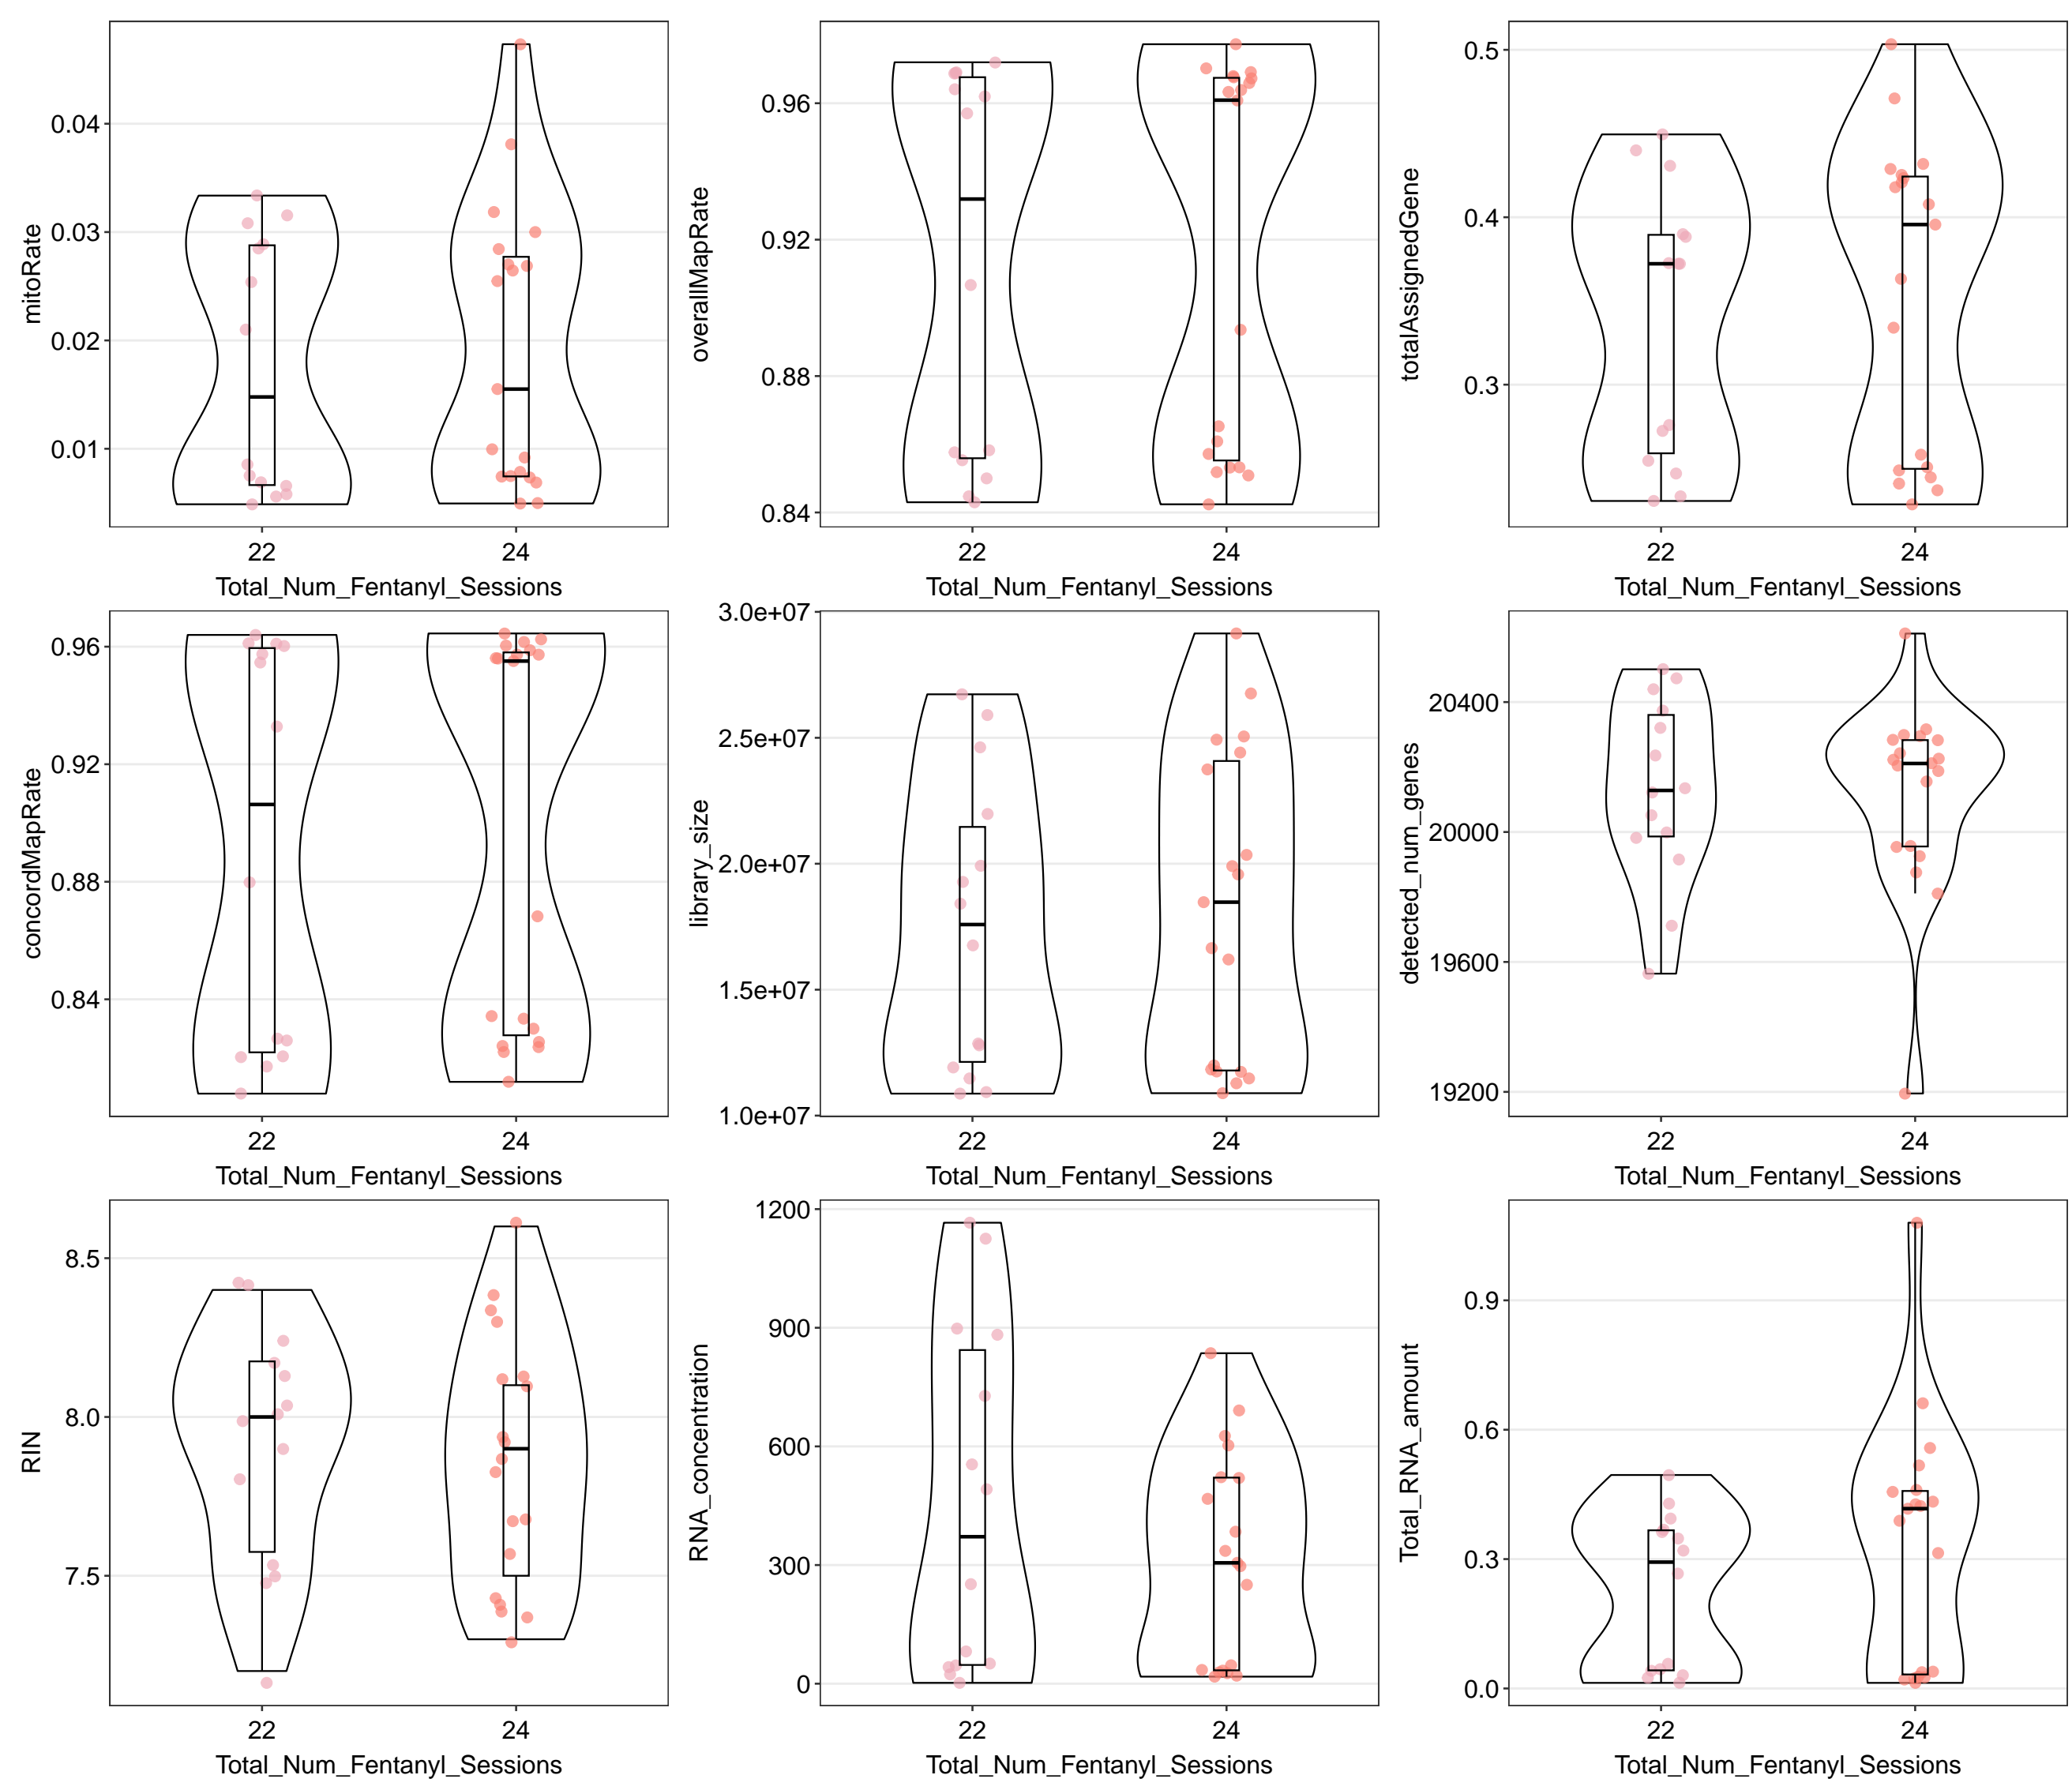 mitoRate
0.04
0.03
0.02
0.01
22
24
Total_Num_Fentanyl_Sessions
overallMapRate
0.96
0.92
0.88
0.84
22
24
Total_Num_Fentanyl_Sessions
totalAssignedGene
0.5
0.4
0.3
22
24
Total_Num_Fentanyl_Sessions
concordMapRate
0.96
0.92
0.88
0.84
22
24
Total_Num_Fentanyl_Sessions
library_size
3.0e+07
2.5e+07
2.0e+07
1.5e+07
1.0e+07
22
24
Total_Num_Fentanyl_Sessions
detected_num_genes
20400
20000
19600
19200
22
24
Total_Num_Fentanyl_Sessions
RIN
8.5
8.0
7.5
22
24
Total_Num_Fentanyl_Sessions
RNA_concentration
1200
900
600
300
0
22
24
Total_Num_Fentanyl_Sessions
Total_RNA_amount
0.9
0.6
0.3
0.0
22
24
Total_Num_Fentanyl_Sessions